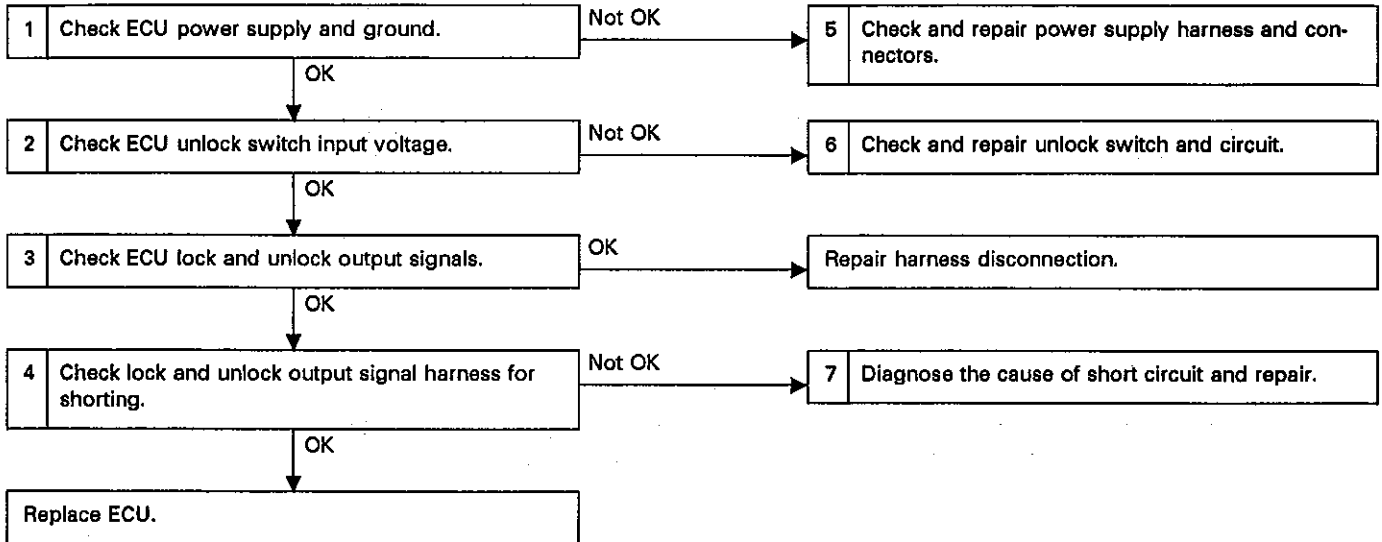 1 Check ECU power supply and ground.
Not OK
5 Check and repair power supply harness and con-
nectors.
OK
2 Check ECU unlock switch input voltage.
Not OK
6 Check and repair unlock switch and circuit.
OK
3 Check ECU lock and unlock output signals.
OK
Repair harness disconnection.
OK
4 Check lock and unlock output signal harness for
shorting.
Not OK
7 Diagnose the cause of short circuit and repair.
OK
Replace ECU.